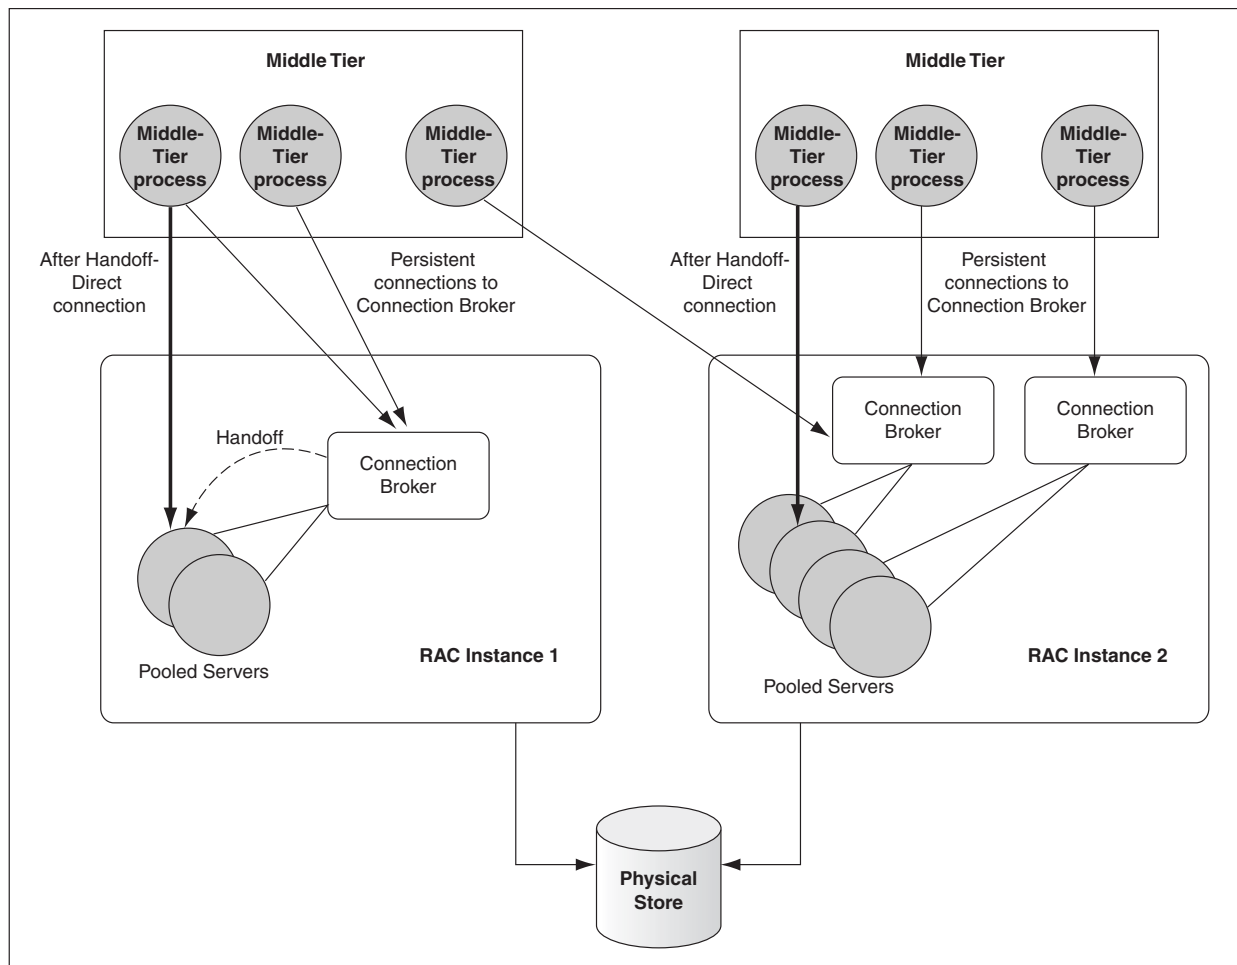 Middle Tier
Middle-
Tier
process
Middle-
Tier
process
Middle-
Tier
process
After Handoff-
Direct
connection
Persistent
connections to
Connection Broker
Handoff
Connection
Broker
Pooled Servers
RAC Instance 1
Middle Tier
Middle-
Tier
process
Middle-
Tier
process
Middle-
Tier
process
After Handoff-
Direct
connection
Persistent
connections to
Connection Broker
Connection
Broker
Connection
Broker
Pooled Servers
RAC Instance 2
Physical
Store